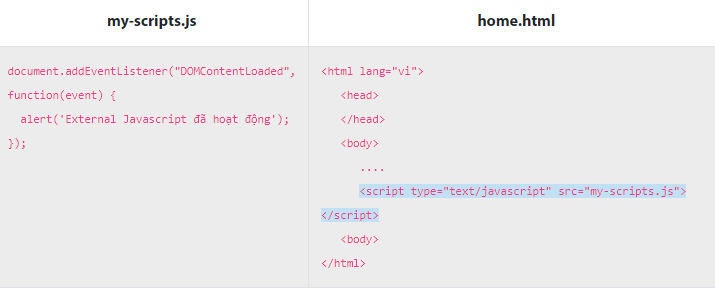 my-scripts.js
document.addEventListener("DOMContentLoaded",
function(event) {
alert('External Javascript đã hoạt động');
});
home.html
<html lang="vi">
<head>
</head>
<body>
....
<script type="text/javascript" src="my-scripts.js">
</script>
<body>
</html>